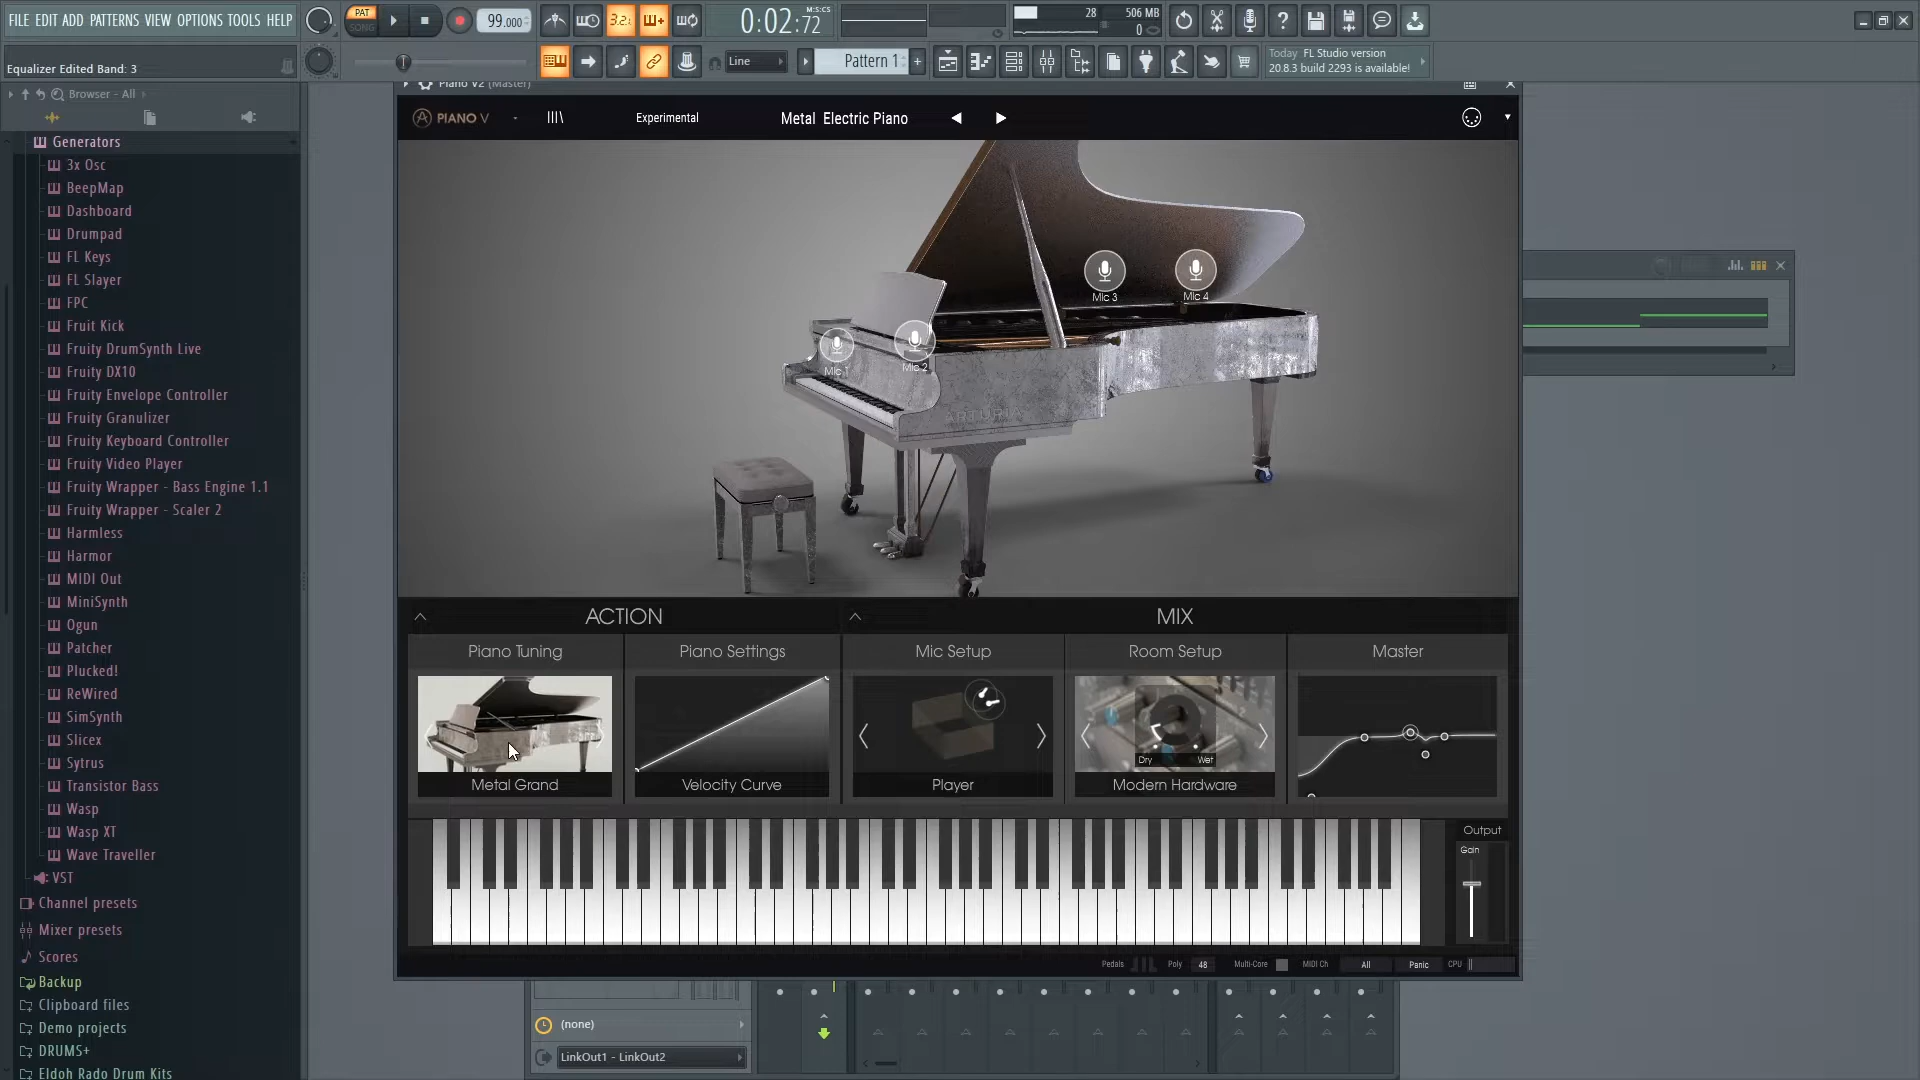 FILE EDIT ADD PATTERNS VIEW OPTIONS TOOLS HELP
PAT
SONG
99.000
3.2
0:02:72
M:S:CS
28
506 MB
0
Equalizer Edited Band: 3
Line
Pattern 1
Today FL Studio version
20.8.3 build 2293 is available!
Browser - All
Generators
3x Osc
BeepMap
Dashboard
Drumpad
FL Keys
FL Slayer
FPC
Fruit Kick
Fruity DrumSynth Live
Fruity DX10
Fruity Envelope Controller
Fruity Granulizer
Fruity Keyboard Controller
Fruity Video Player
Fruity Wrapper - Bass Engine 1.1
Fruity Wrapper - Scaler 2
Harmless
Harmor
MIDI Out
MiniSynth
Ogun
Patcher
Plucked!
ReWired
SimSynth
Slicex
Sytrus
Transistor Bass
Wasp
Wasp XT
Wave Traveller
VST
Channel presets
Mixer presets
Scores
Backup
Clipboard files
Demo projects
DRUMS+
Eldoh Rado Drum Kits
Piano V2 (Master)
PIANO V
Experimental
Metal Electric Piano
Mic 3
Mic 4
Mic 1
Mic 2
ARTURIA
ACTION
MIX
Piano Tuning
Piano Settings
Mic Setup
Room Setup
Master
Dry
Wet
Metal Grand
Velocity Curve
Player
Modern Hardware
Output
Gain
Pedals
Poly
48
Multi-Core
MIDI Ch
All
Panic
CPU
(none)
LinkOut1 - LinkOut2